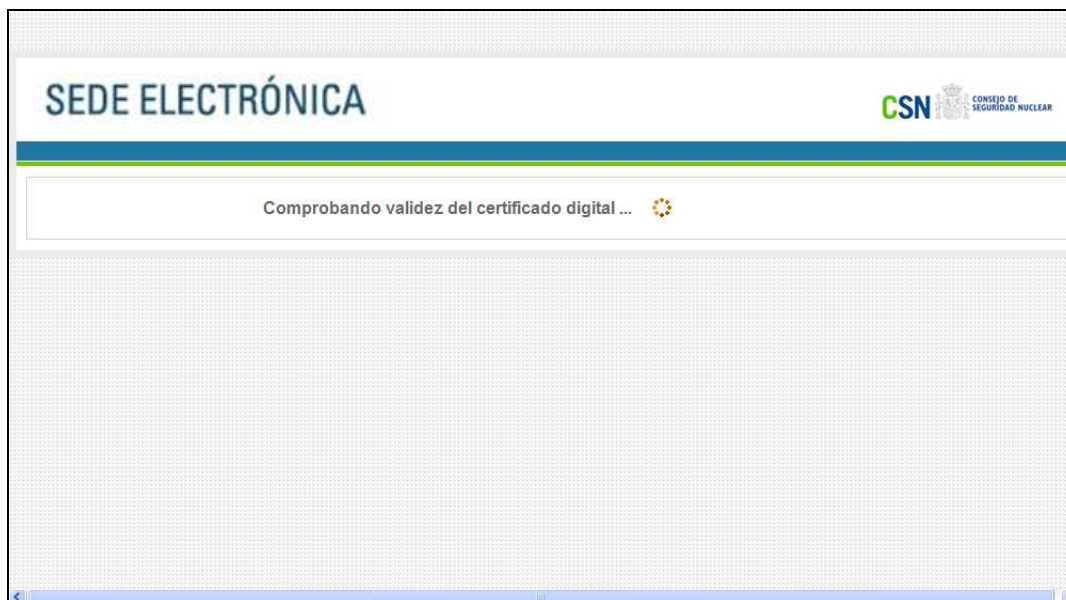 SEDE ELECTRÓNICA
CSN
CONSEJO DE
SEGURIDAD NUCLEAR
Comprobando validez del certificado digital ...